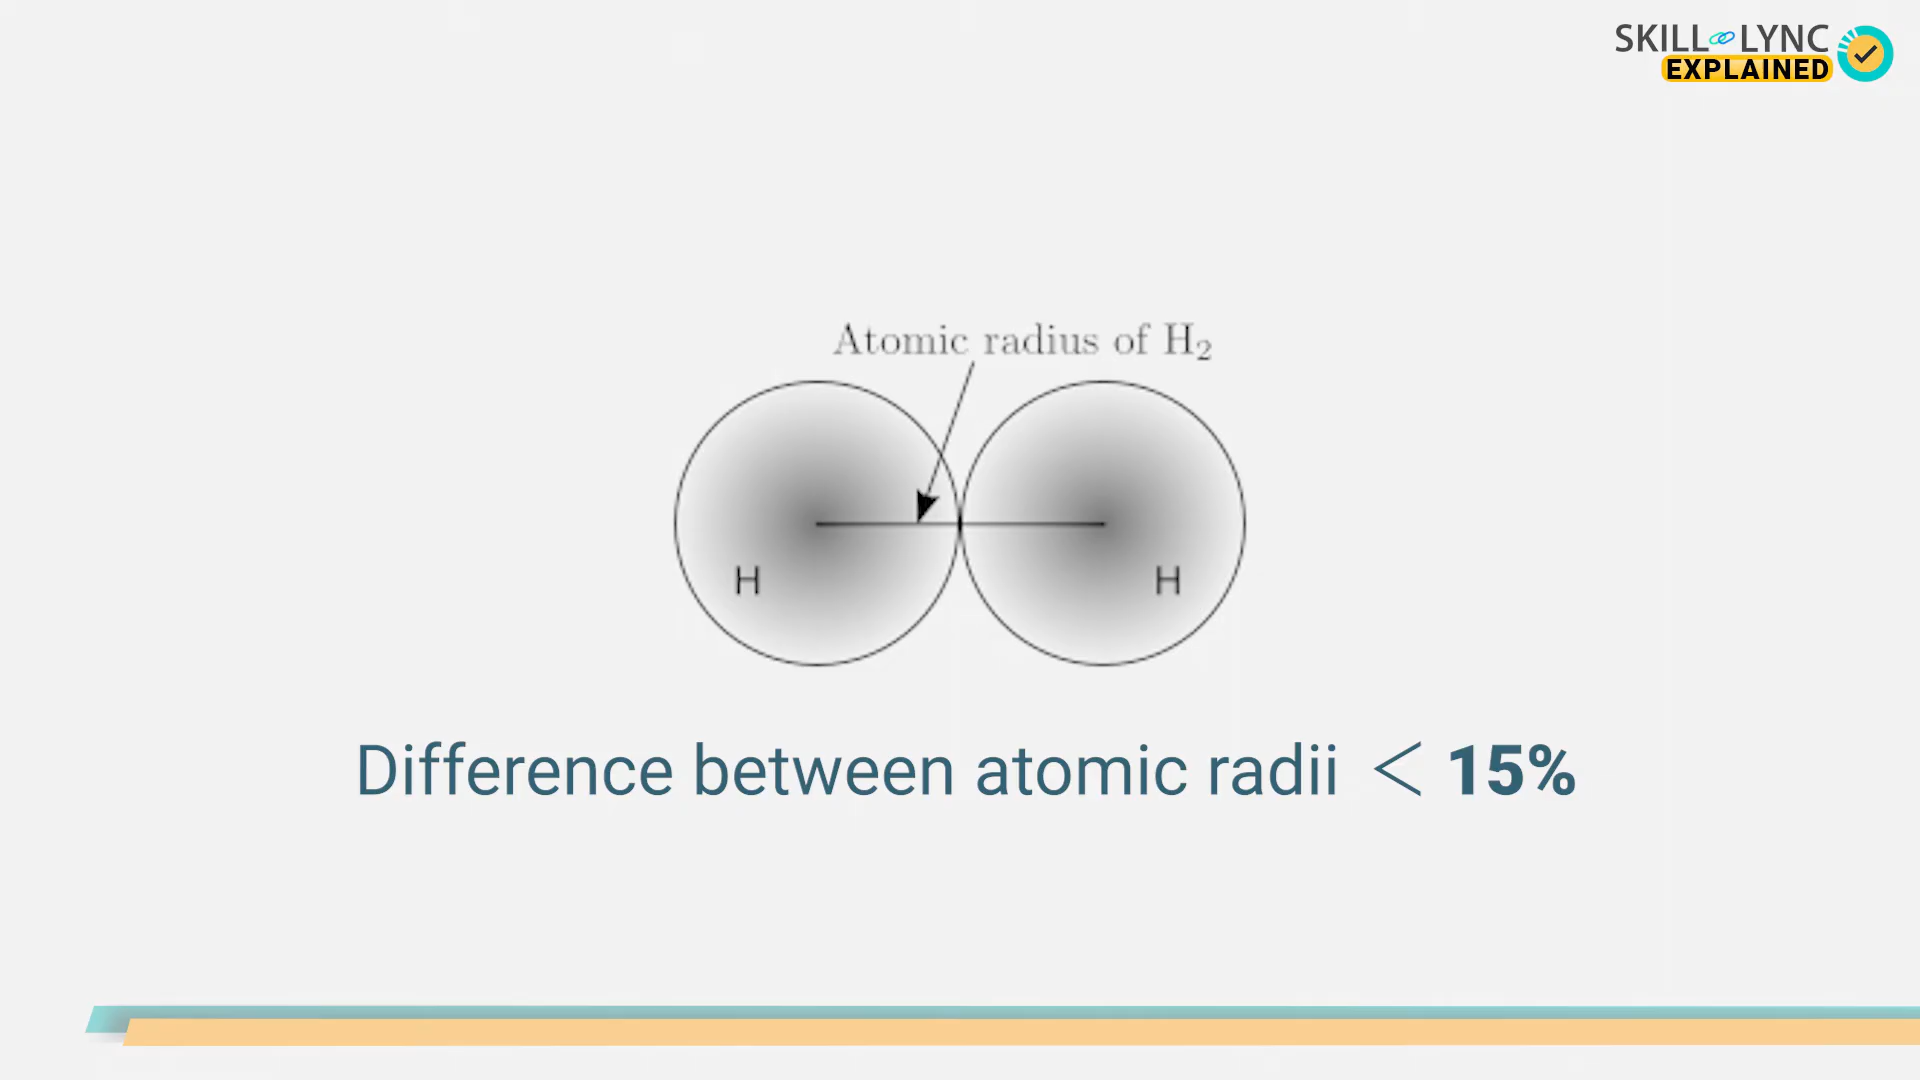 SKILL LYNC
EXPLAINED
Atomic radius of H₂
H H
Difference between atomic radii < 15%